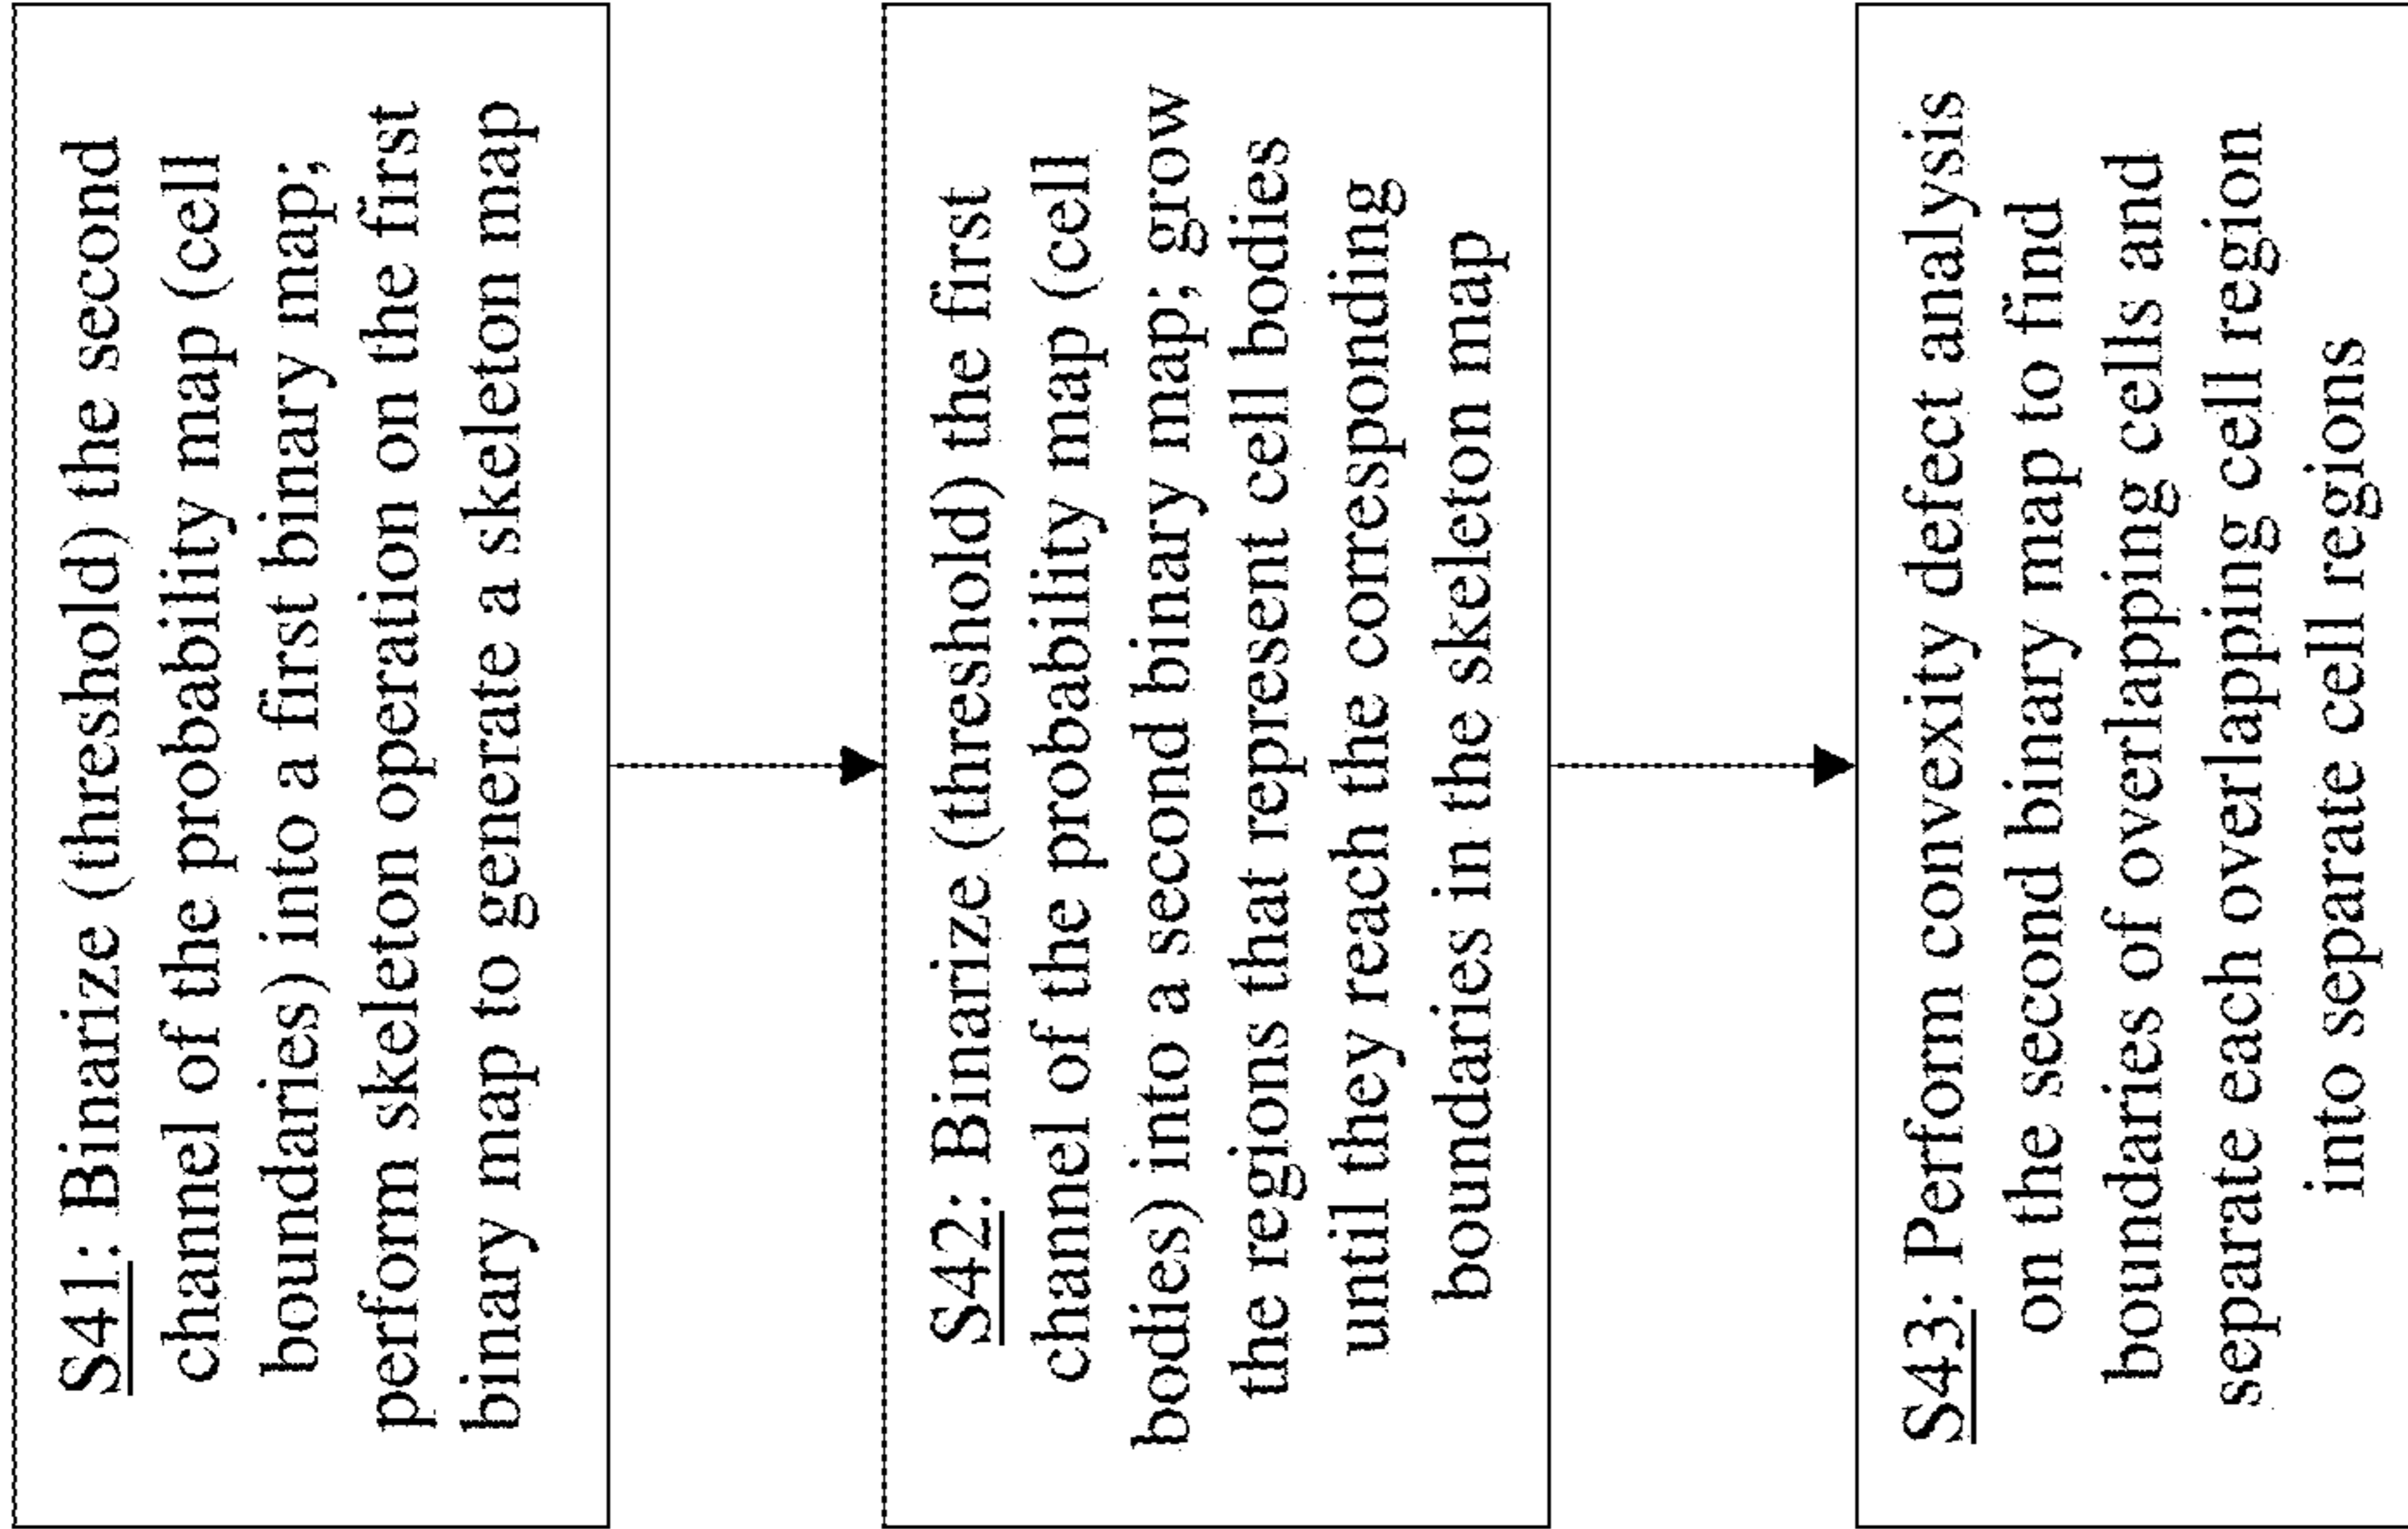 S41: Binarize (threshold) the second
channel of the probability map (cell
boundaries) into a first binary map;
perform skeleton operation on the first
binary map to generate a skeleton map
S42: Binarize (threshold) the first
channel of the probability map (cell
bodies) into a second binary map; grow
the regions that represent cell bodies
until they reach the corresponding
boundaries in the skeleton map
S43: Perform convexity defect analysis
on the second binary map to find
boundaries of overlapping cells and
separate each overlapping cell region
into separate cell regions